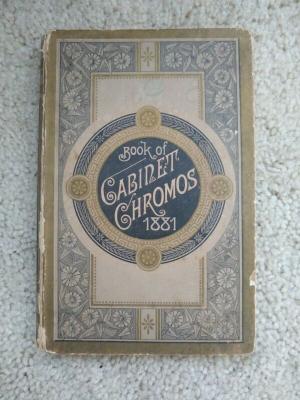 Book of
CABINET
CHROMOS
1881